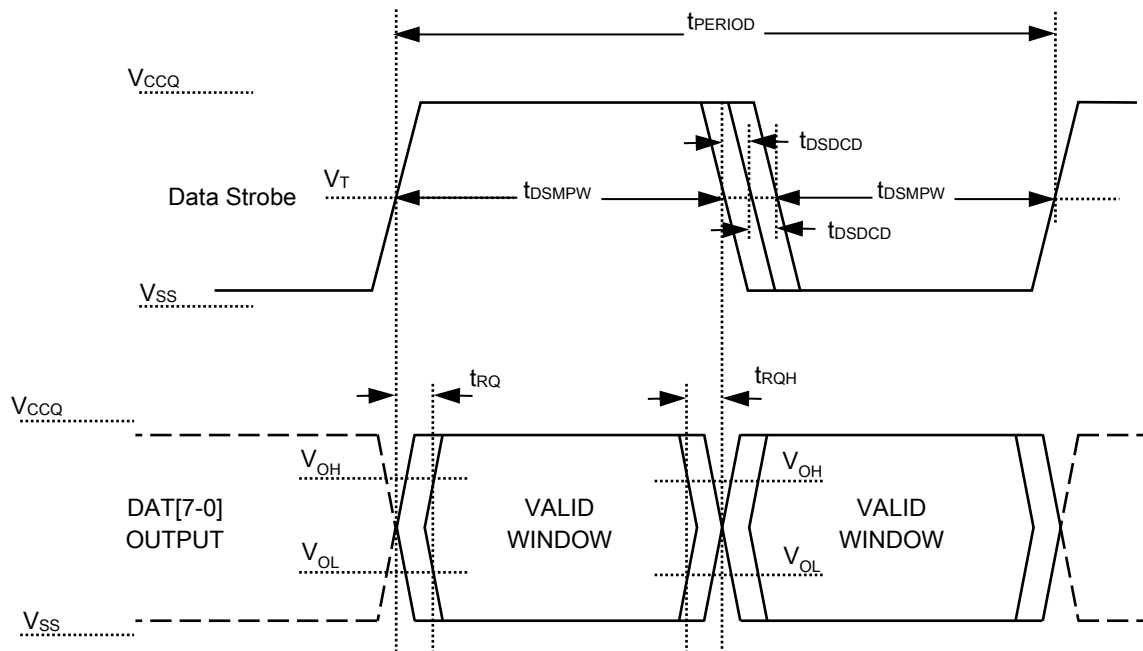 tPERIOD
VCCQ
tDSDCD
Data Strobe
VT
tDSMPW
tDSMPW
tDSDCD
VSS
tRQ
tRQH
VCCQ
VOH
VOH
DAT[7-0]
OUTPUT
VALID
WINDOW
VALID
WINDOW
VOL
VOL
VSS